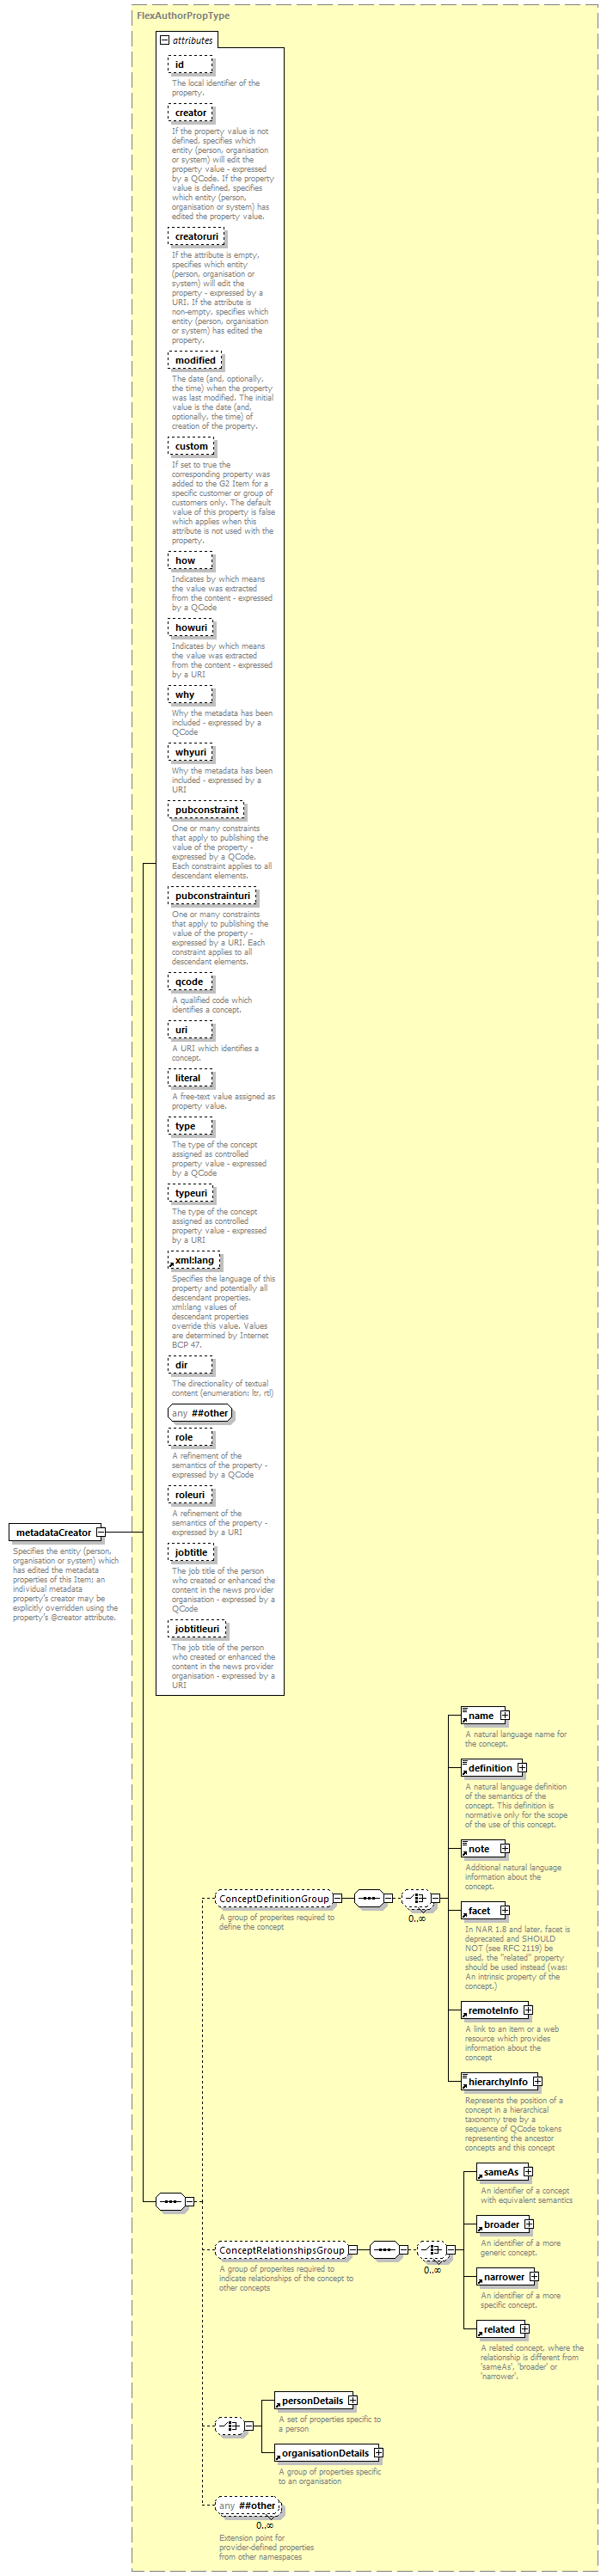 FlexAuthorPropType
attributes
id
The local identifier of the
property.
creator
If the property value is not
defined, specifies which
entity (person, organisation
or system) will edit the
property value - expressed
by a QCode. If the property
value is defined, specifies
which entity (person,
organisation or system) has
edited the property value.
creatoruri
If the attribute is empty,
specifies which entity
(person, organisation or
system) will edit the
property - expressed by a
URI. If the attribute is
non-empty, specifies which
entity (person, organisation
or system) has edited the
property.
modified
The date (and, optionally,
the time) when the property
was last modified. The initial
value is the date (and,
optionally, the time) of
creation of the property.
custom
If set to true the
corresponding property was
added to the G2 Item for a
specific customer or group of
customers only. The default
value of this property is false
which applies when this
attribute is not used with the
property.
how
Indicates by which means
the value was extracted
from the content - expressed
by a QCode
howuri
Indicates by which means
the value was extracted
from the content - expressed
by a URI
why
Why the metadata has been
included - expressed by a
QCode
whyuri
Why the metadata has been
included - expressed by a
URI
pubconstraint
One or many constraints
that apply to publishing the
value of the property -
expressed by a QCode.
Each constraint applies to all
descendant elements.
pubconstrainturi
One or many constraints
that apply to publishing the
value of the property -
expressed by a URI. Each
constraint applies to all
descendant elements.
qcode
A qualified code which
identifies a concept.
uri
A URI which identifies a
concept.
literal
A free-text value assigned as
property value.
type
The type of the concept
assigned as controlled
property value - expressed
by a QCode
typeuri
The type of the concept
assigned as controlled
property value - expressed
by a URI
xml:lang
Specifies the language of this
property and potentially all
descendant properties.
xml:lang values of
descendant properties
override this value. Values
are determined by Internet
BCP 47.
dir
The directionality of textual
content (enumeration: ltr, rtl)
any ##other
role
A refinement of the
semantics of the property -
expressed by a QCode
roleuri
A refinement of the
semantics of the property -
expressed by a URI
jobtitle
The job title of the person
who created or enhanced the
content in the news provider
organisation - expressed by a
QCode
jobtitleuri
The job title of the person
who created or enhanced the
content in the news provider
organisation - expressed by a
URI
metadataCreator
Specifies the entity (person,
organisation or system) which
has edited the metadata
properties of this Item; an
individual metadata
property's creator may be
explicitly overridden using the
property's @creator attribute.
ConceptDefinitionGroup
A group of properites required to
define the concept
0..∞
name
A natural language name for
the concept.
definition
A natural language definition
of the semantics of the
concept. This definition is
normative only for the scope
of the use of this concept.
note
Additional natural language
information about the
concept.
facet
In NAR 1.8 and later, facet is
deprecated and SHOULD
NOT (see RFC 2119) be
used, the "related" property
should be used instead (was:
An intrinsic property of the
concept.)
remoteInfo
A link to an item or a web
resource which provides
information about the
concept
hierarchyInfo
Represents the position of a
concept in a hierarchical
taxonomy tree by a
sequence of QCode tokens
representing the ancestor
concepts and this concept
ConceptRelationshipsGroup
A group of properites required to
indicate relationships of the concept to
other concepts
0..∞
sameAs
An identifier of a concept
with equivalent semantics
broader
An identifier of a more
generic concept.
narrower
An identifier of a more
specific concept.
related
A related concept, where the
relationship is different from
'sameAs', 'broader' or
'narrower'.
personDetails
A set of properties specific to
a person
organisationDetails
A group of properties specific
to an organisation
any ##other
0..∞
Extension point for
provider-defined properties
from other namespaces